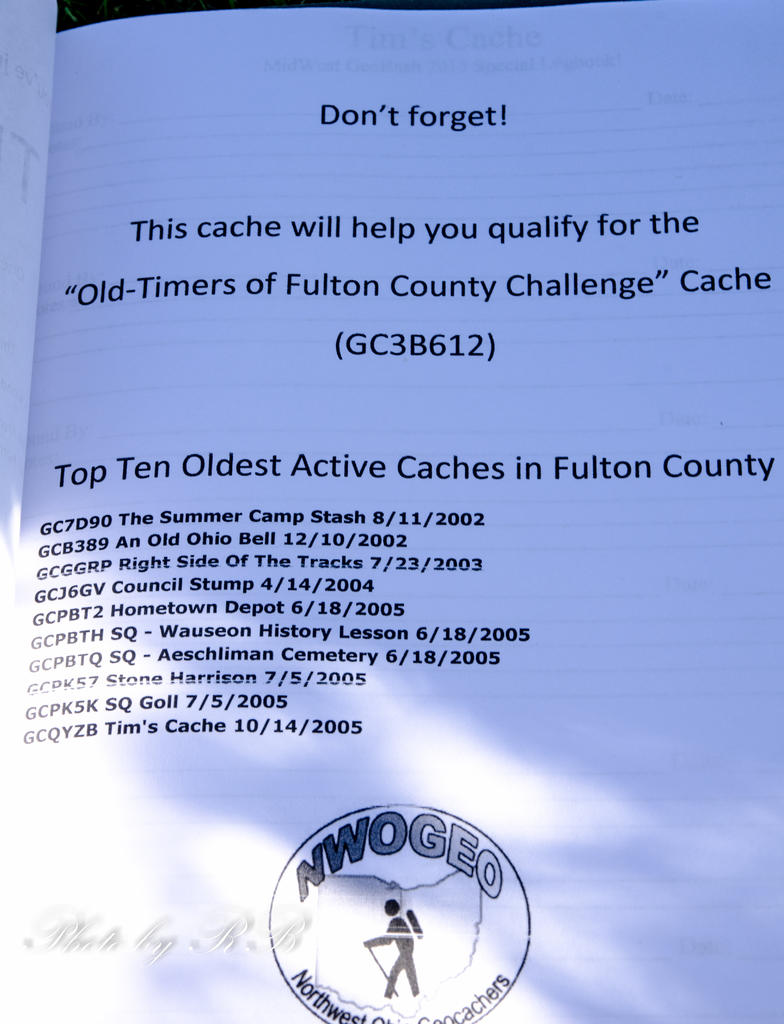 Tim's Cache
Don't forget!
This cache will help you qualify for the
"Old-Timers of Fulton County Challenge" Cache
(GC3B612)
Top Ten Oldest Active Caches in Fulton County
GC7D90 The Summer Camp Stash 8/11/2002
GCB389 An Old Ohio Bell 12/10/2002
GCGGRP Right Side Of The Tracks 7/23/2003
GCJ6GV Council Stump 4/14/2004
GCPBT2 Hometown Depot 6/18/2005
GCPBTH SQ - Wauseon History Lesson 6/18/2005
GCPBTQ SQ - Aeschliman Cemetery 6/18/2005
GCPK57 Stone Harrison 7/5/2005
GCPK5K SQ Goll 7/5/2005
GCQYZB Tim's Cache 10/14/2005
NWOGEO
Northwest Ohio Geocachers
Photo by R.B